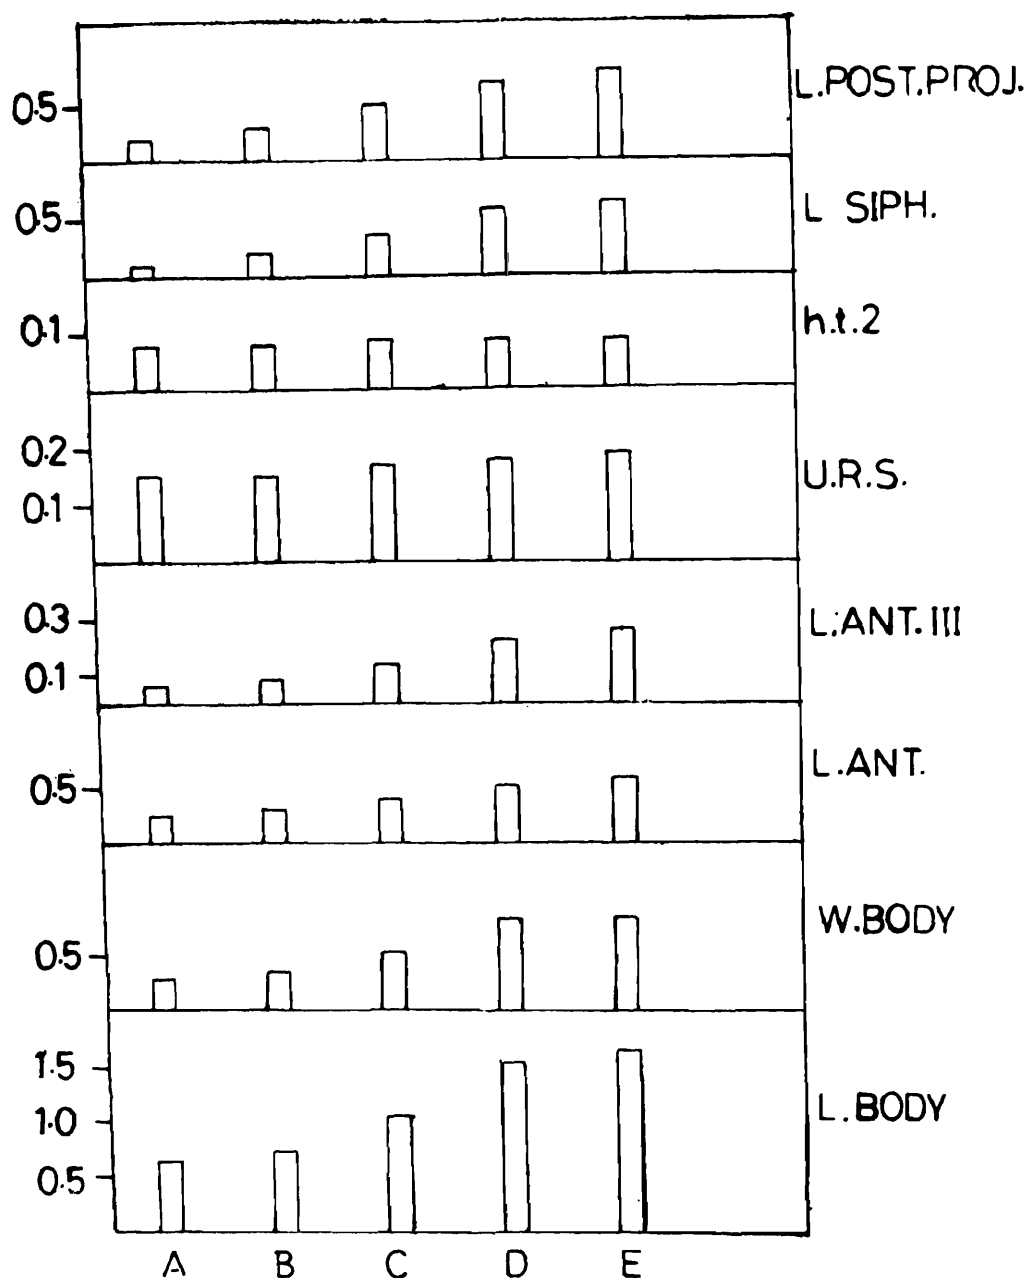 0.5 L.POST.PROJ.
0.5 L SIPH.
0.1 h.t.2
0.2
0.1 U.R.S.
0.3 L.ANT.III
0.1
0.5 L.ANT.
0.5 W.BODY
1.5
1.0 L.BODY
0.5
A B C D E